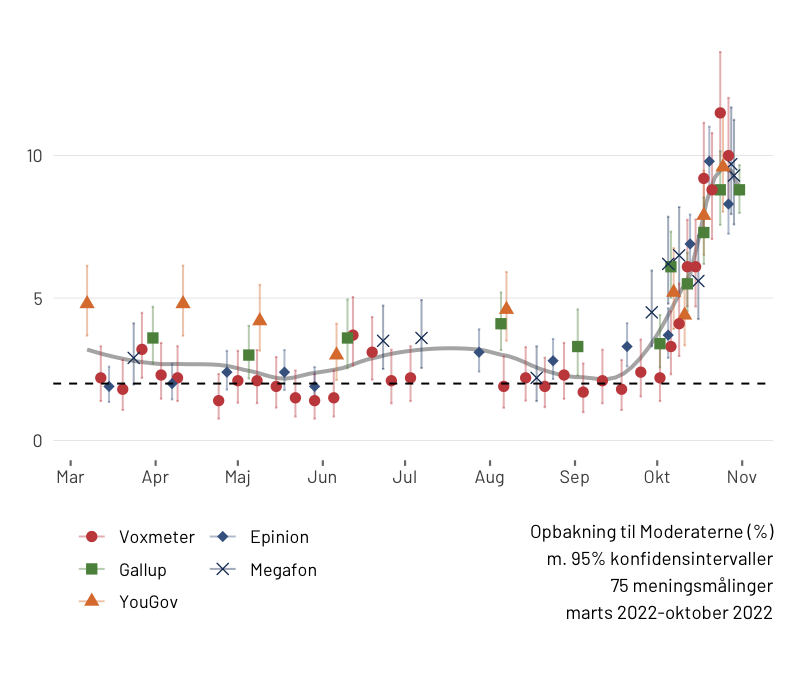 10
5
0
Mar Apr Maj Jun Jul Aug Sep Okt Nov
Voxmeter Epinion
Gallup Megafon
YouGov
Opbakning til Moderaterne (%)
m. 95% konfidensintervaller
75 meningsmålinger
marts 2022-oktober 2022